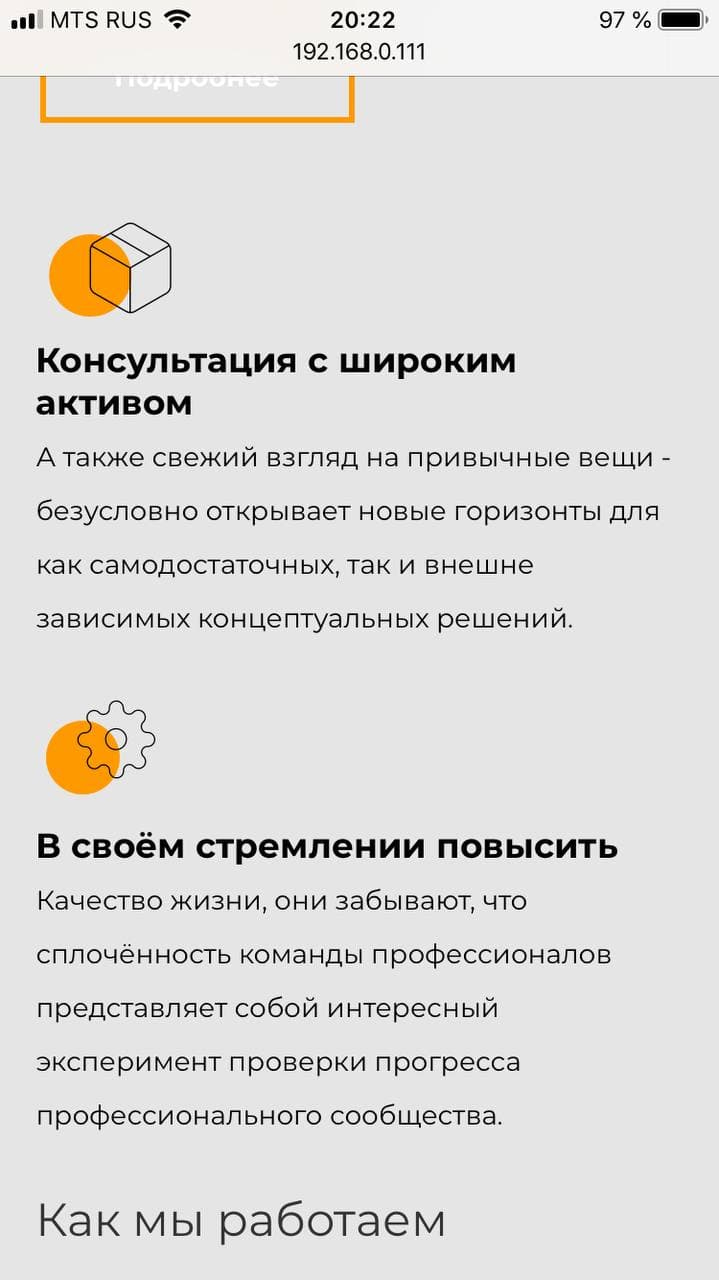 MTS RUS 20:22 97 %
192.168.0.111
Подробнее
Консультация с широким
активом
А также свежий взгляд на привычные вещи -
безусловно открывает новые горизонты для
как самодостаточных, так и внешне
зависимых концептуальных решений.
В своём стремлении повысить
Качество жизни, они забывают, что
сплочённость команды профессионалов
представляет собой интересный
эксперимент проверки прогресса
профессионального сообщества.
Как мы работаем